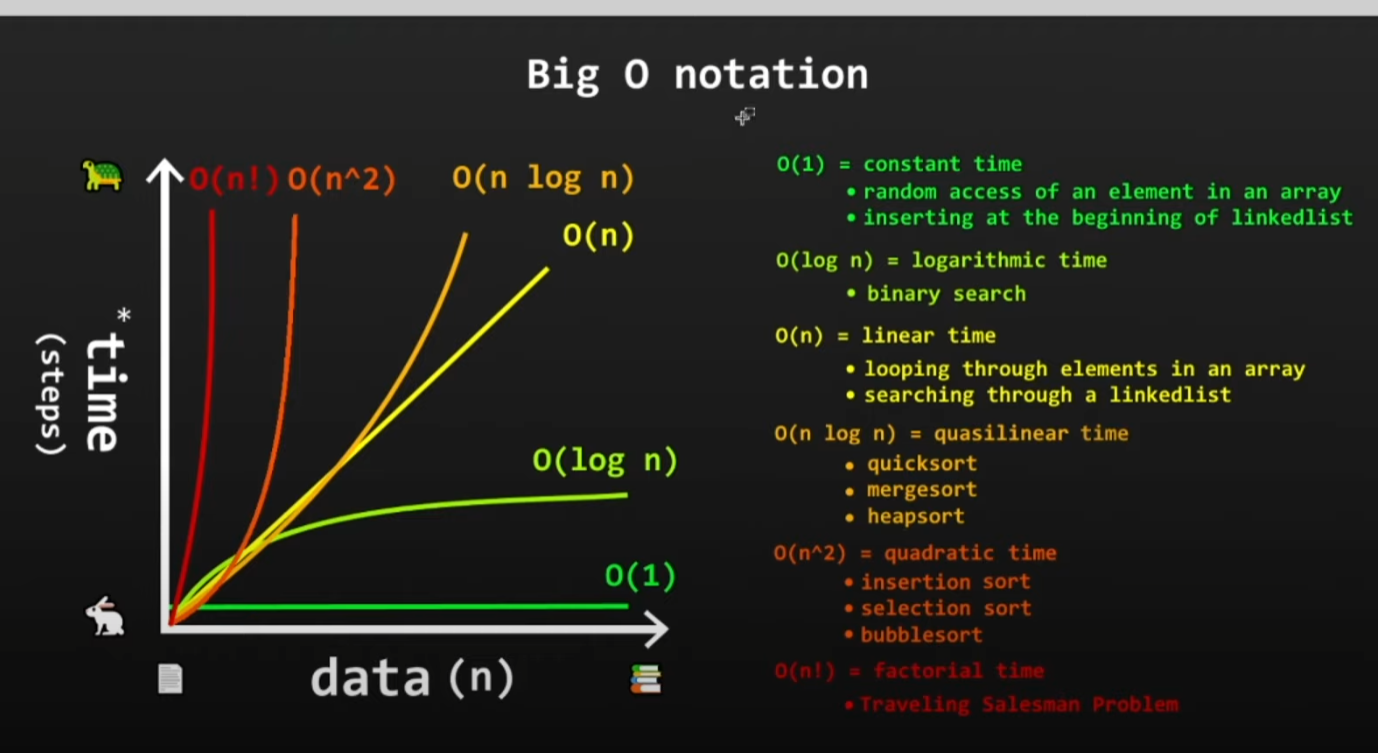 Big O notation
O(n!) O(n^2) O(n log n)
O(n)
O(log n)
O(1)
*time
(steps)
data (n)
O(1) = constant time
• random access of an element in an array
• inserting at the beginning of linkedlist
O(log n) = logarithmic time
• binary search
O(n) = linear time
• looping through elements in an array
• searching through a linkedlist
O(n log n) = quasilinear time
• quicksort
• mergesort
• heapsort
O(n^2) = quadratic time
• insertion sort
• selection sort
• bubblesort
O(n!) = factorial time
• Traveling Salesman Problem